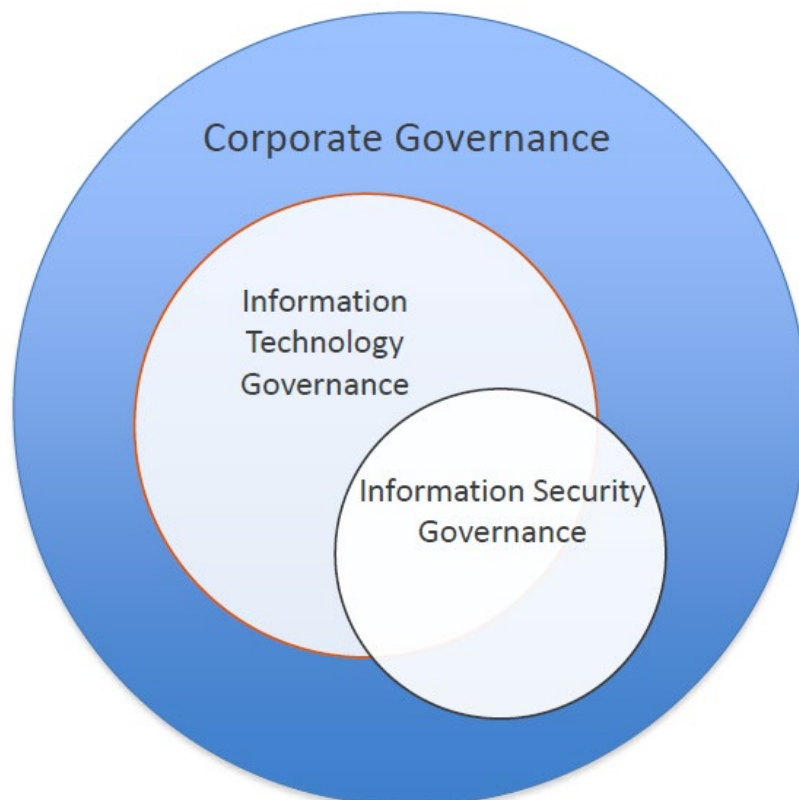 Corporate Governance
Information
Technology
Governance
Information Security
Governance